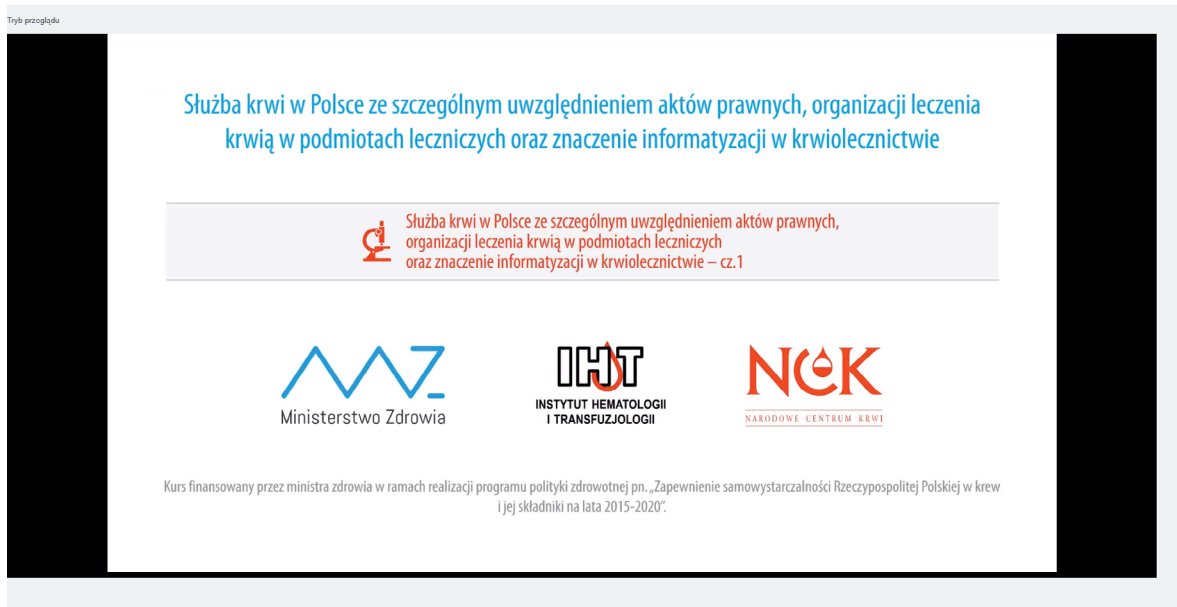 Tryb przeglądu
Służba krwi w Polsce ze szczególnym uwzględnieniem aktów prawnych, organizacji leczenia
krwią w podmiotach leczniczych oraz znaczenie informatyzacji w krwiolecznictwie
Służba krwi w Polsce ze szczególnym uwzględnieniem aktów prawnych,
organizacji leczenia krwią w podmiotach leczniczych
oraz znaczenie informatyzacji w krwiolecznictwie – cz.1
MZ
Ministerstwo Zdrowia
IHT
INSTYTUT HEMATOLOGII
I TRANSFUZJOLOGII
NCK
NARODOWE CENTRUM KRWI
Kurs finansowany przez ministra zdrowia w ramach realizacji programu polityki zdrowotnej pn. „Zapewnienie samowystarczalności Rzeczypospolitej Polskiej w krew
i jej składniki na lata 2015-2020”.